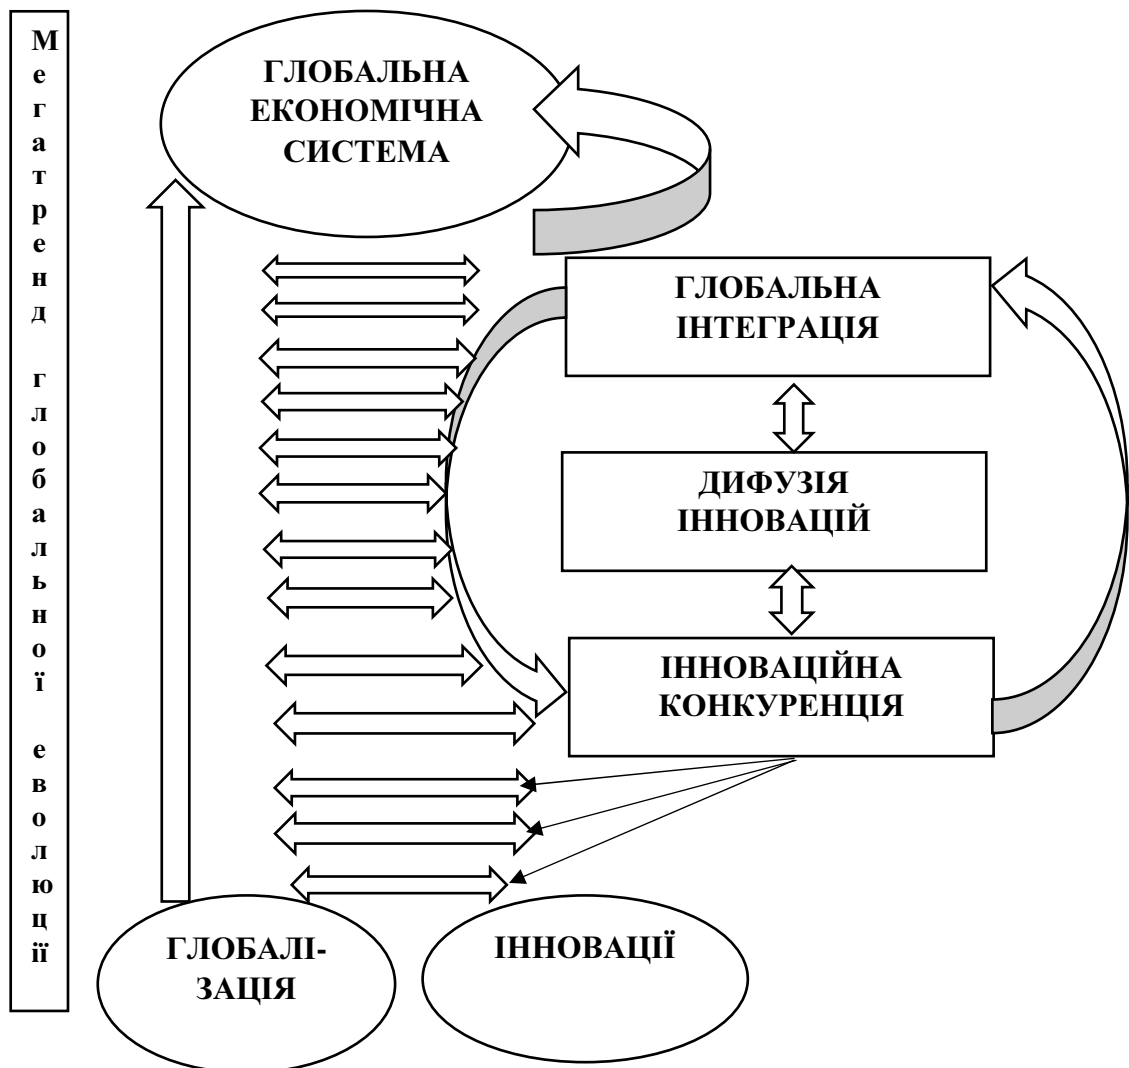 Мегатренд глобальної еволюції
ГЛОБАЛЬНА
ЕКОНОМІЧНА
СИСТЕМА
ГЛОБАЛЬНА
ІНТЕГРАЦІЯ
ДИФУЗІЯ
ІННОВАЦІЙ
ІННОВАЦІЙНА
КОНКУРЕНЦІЯ
ГЛОБАЛІ-
ЗАЦІЯ
ІННОВАЦІЇ